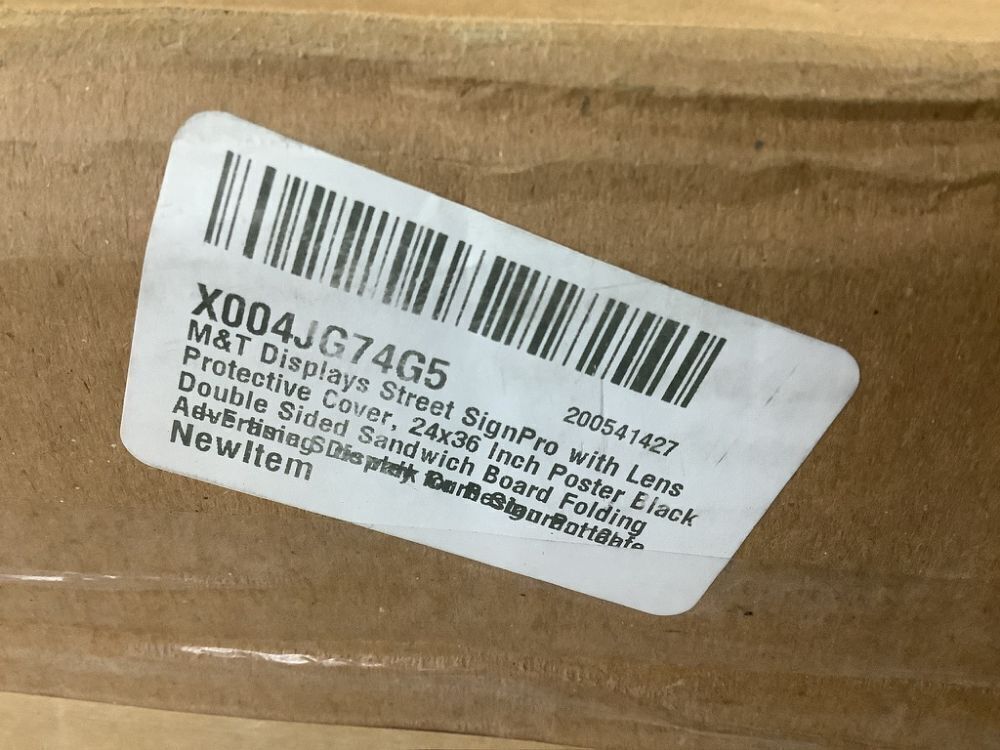 X004JG74G5
200541427
M&T Displays Street SignPro with Lens
Protective Cover, 24x36 Inch Poster Black
Double Sided Sandwich Board Folding
NewItem